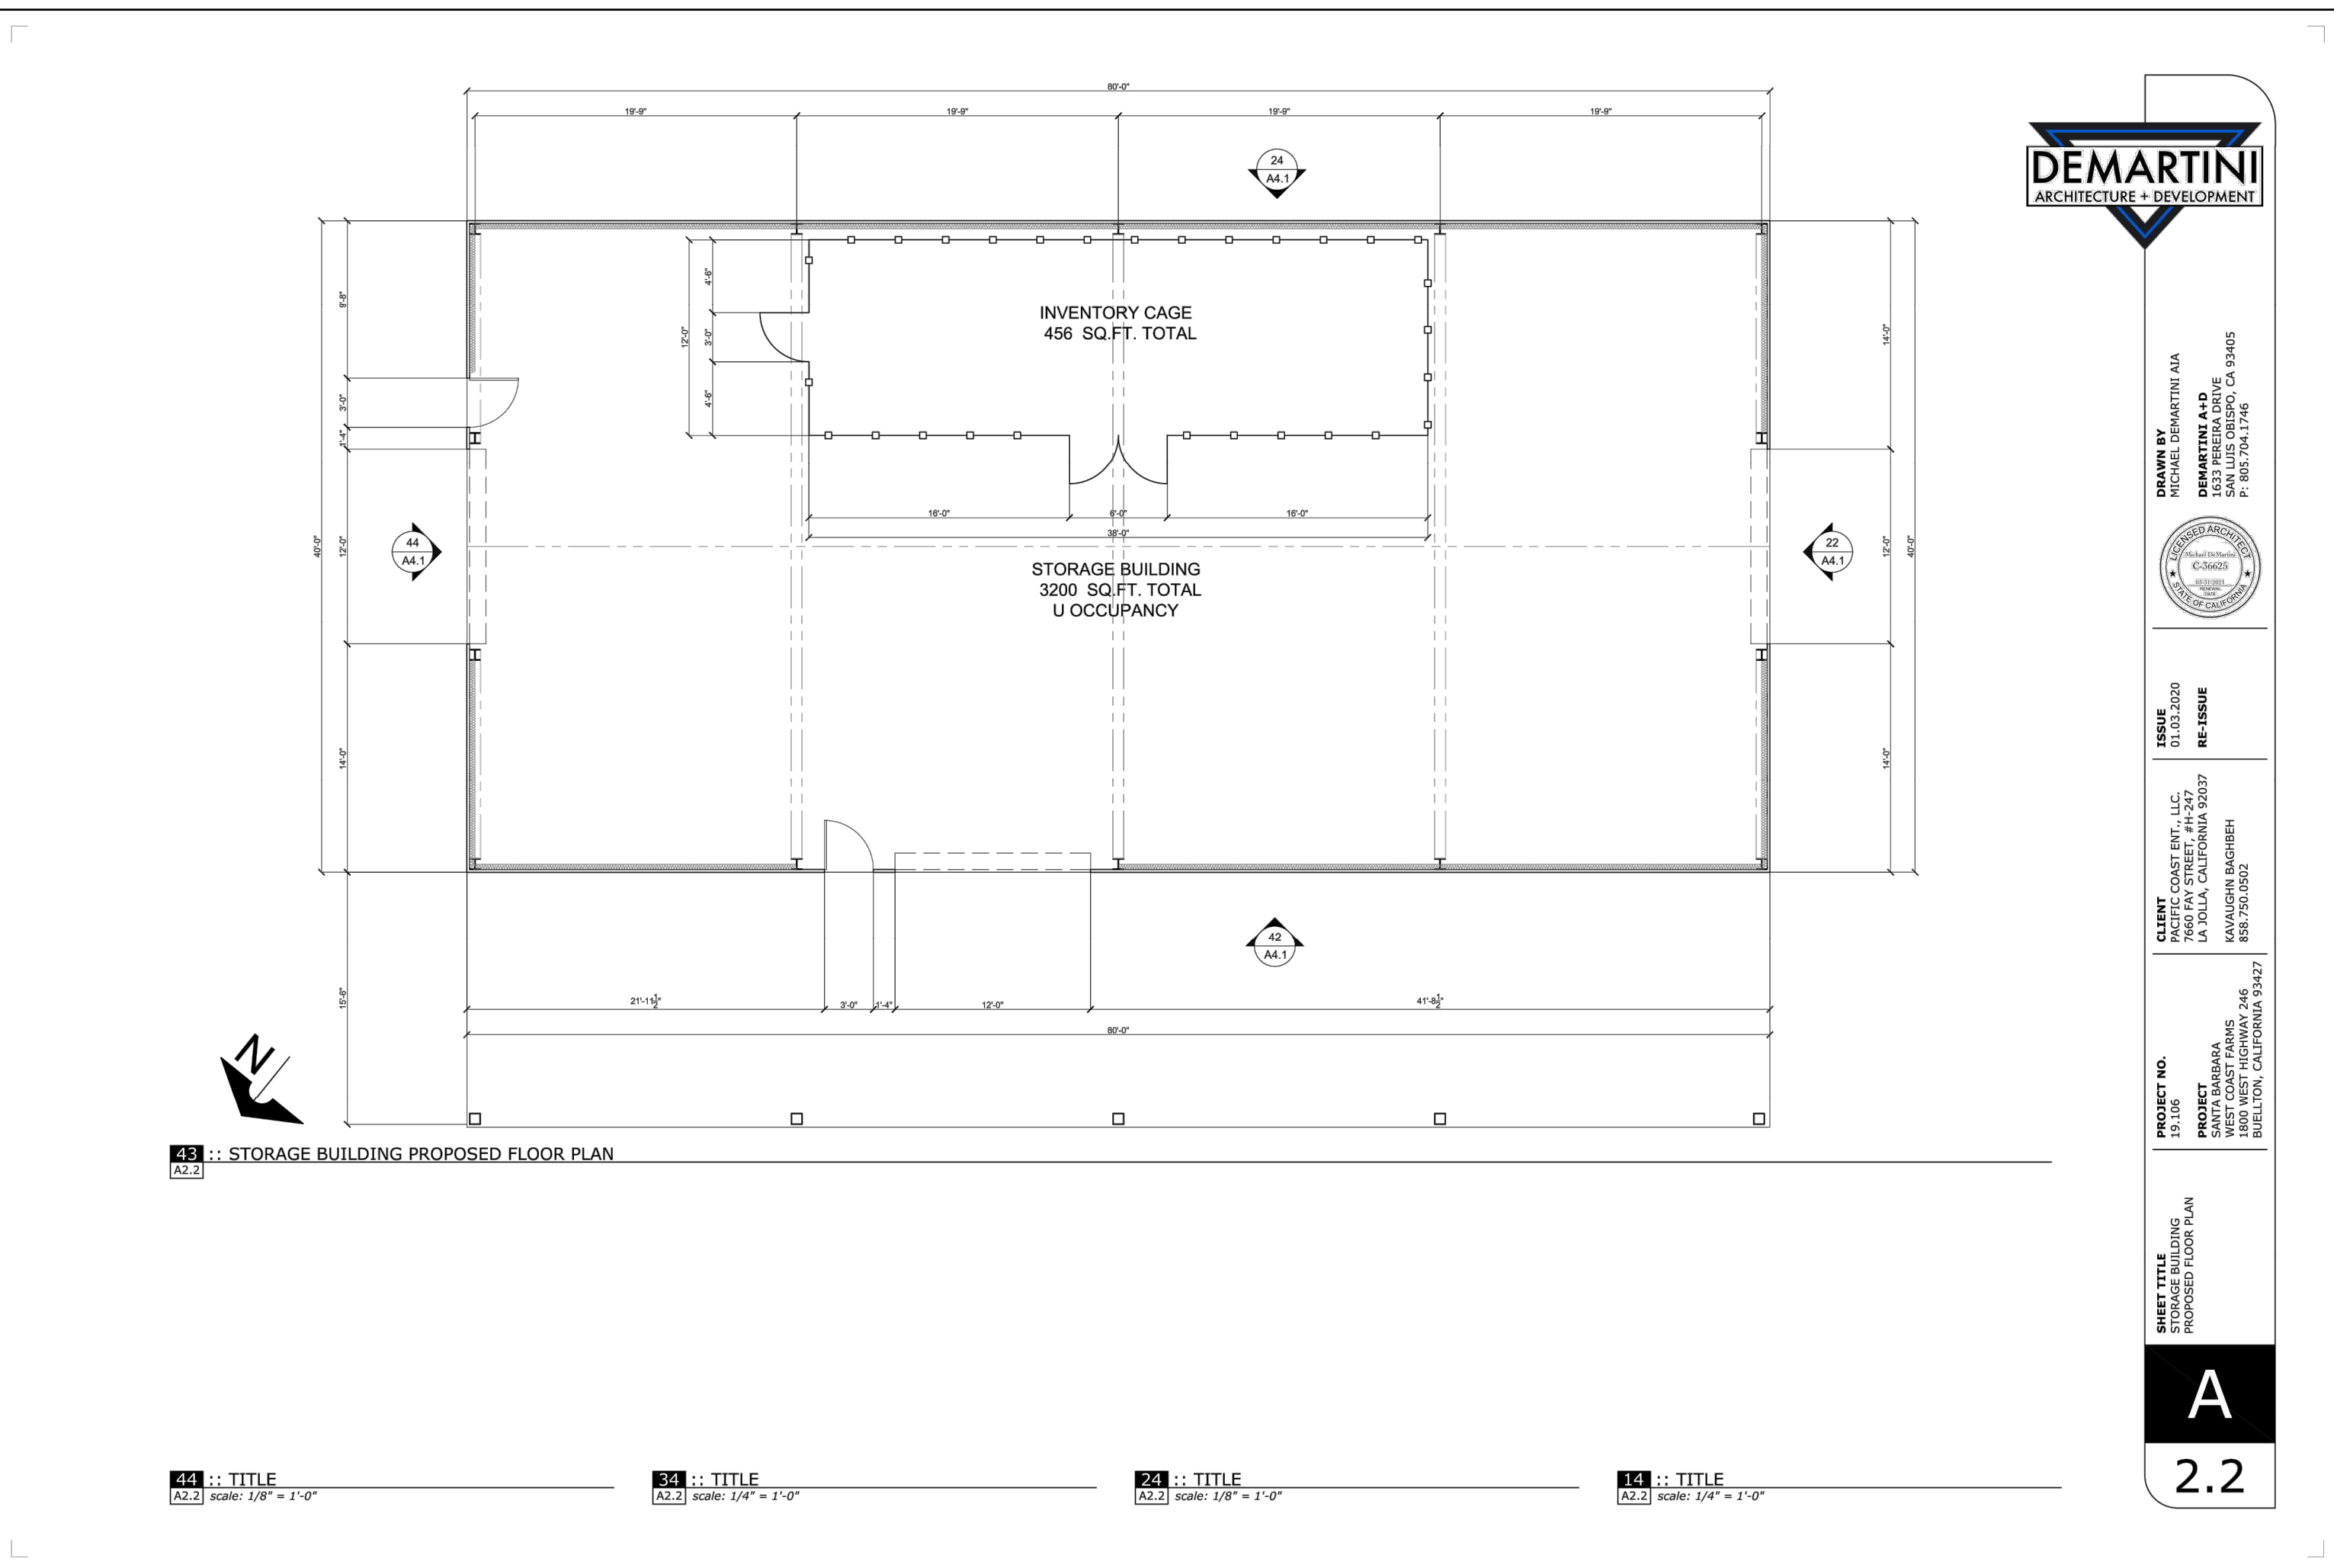 80'-0"
19'-9"
19'-9"
19'-9"
19'-9"
24
A4.1
40'-0"
9'-8"
3'-0"
1'-4"
12'-0"
14'-0"
15'-6"
12'-0"
4'-6"
3'-0"
4'-6"
INVENTORY CAGE
456 SQ.FT. TOTAL
16'-0"
6'-0"
16'-0"
38'-0"
44
A4.1
STORAGE BUILDING
3200 SQ.FT. TOTAL
U OCCUPANCY
22
A4.1
14'-0"
12'-0"
14'-0"
40'-0"
42
A4.1
21'-11½"
3'-0"
1'-4"
12'-0"
41'-8½"
80'-0"
N
43 :: STORAGE BUILDING PROPOSED FLOOR PLAN
A2.2
44 :: TITLE
A2.2 scale: 1/8" = 1'-0"
34 :: TITLE
A2.2 scale: 1/4" = 1'-0"
24 :: TITLE
A2.2 scale: 1/8" = 1'-0"
14 :: TITLE
A2.2 scale: 1/4" = 1'-0"
DEMARTINI
ARCHITECTURE + DEVELOPMENT
DRAWN BY
MICHAEL DEMARTINI AIA
DEMARTINI A+D
1633 PEREIRA DRIVE
SAN LUIS OBISPO, CA 93405
P: 805.704.1746
LICENSED ARCHITECT
Michael DeMartini
C-36625
03/31/2021
RENEWAL
DATE
STATE OF CALIFORNIA
ISSUE
01.03.2020
RE-ISSUE
CLIENT
PACIFIC COAST ENT., LLC.
7660 FAY STREET, #H-247
LA JOLLA, CALIFORNIA 92037
KAVAUGHN BAGHBEH
858.750.0502
PROJECT NO.
19.106
PROJECT
SANTA BARBARA
WEST COAST FARMS
1800 WEST HIGHWAY 246
BUELLTON, CALIFORNIA 93427
SHEET TITLE
STORAGE BUILDING
PROPOSED FLOOR PLAN
A
2.2